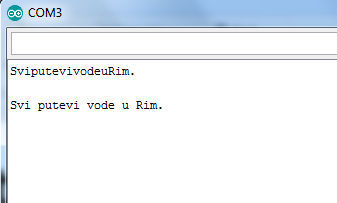 COM3
SviputevivodeuRim.
Svi putevi vode u Rim.